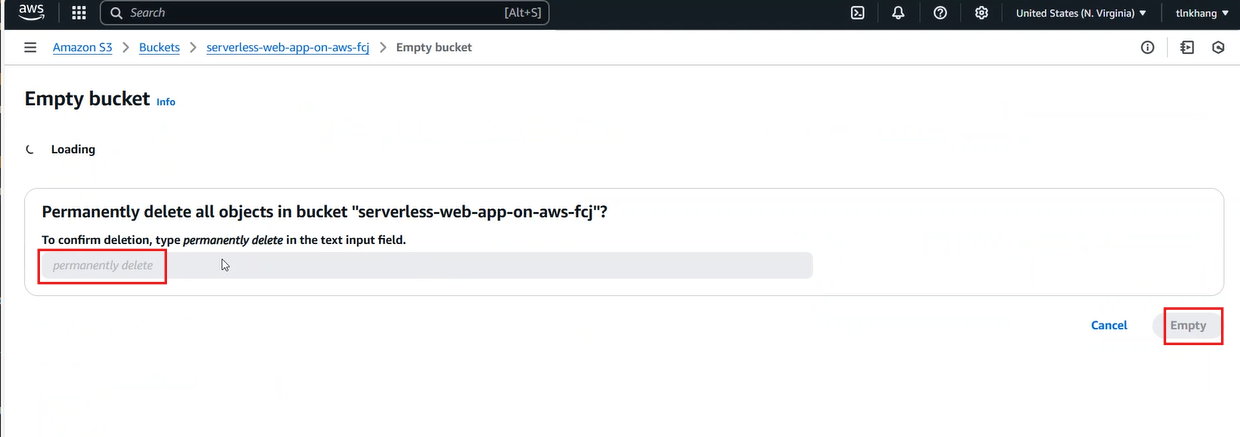 aws Search [Alt+S] United States (N. Virginia) ▼ tlnkhang ▼
Amazon S3 > Buckets > serverless-web-app-on-aws-fcj > Empty bucket
Empty bucket Info
Loading
Permanently delete all objects in bucket "serverless-web-app-on-aws-fcj"?
To confirm deletion, type permanently delete in the text input field.
permanently delete
Cancel Empty